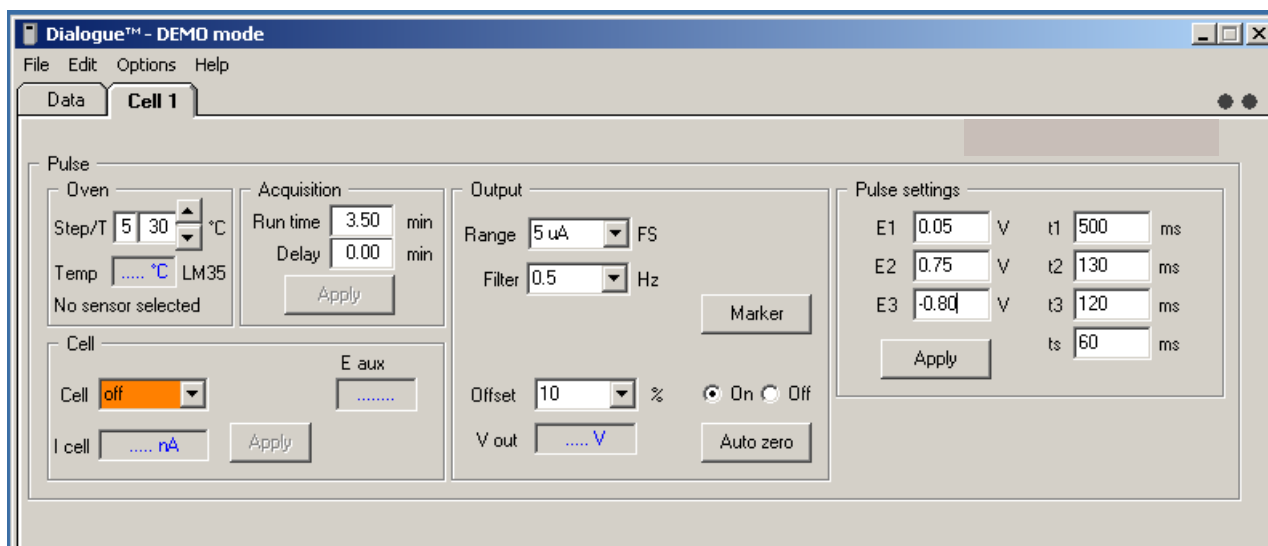 Dialogue™ - DEMO mode
File Edit Options Help
Data Cell 1
Pulse
Oven
Step/T 5 30 °C
Temp ..... °C LM35
No sensor selected
Acquisition
Run time 3.50 min
Delay 0.00 min
Apply
Cell
E aux
Cell off ........
I cell ..... nA Apply
Output
Range 5 uA FS
Filter 0.5 Hz
Marker
Offset 10 % On Off
V out ..... V Auto zero
Pulse settings
E1 0.05 V t1 500 ms
E2 0.75 V t2 130 ms
E3 -0.80 V t3 120 ms
ts 60 ms
Apply